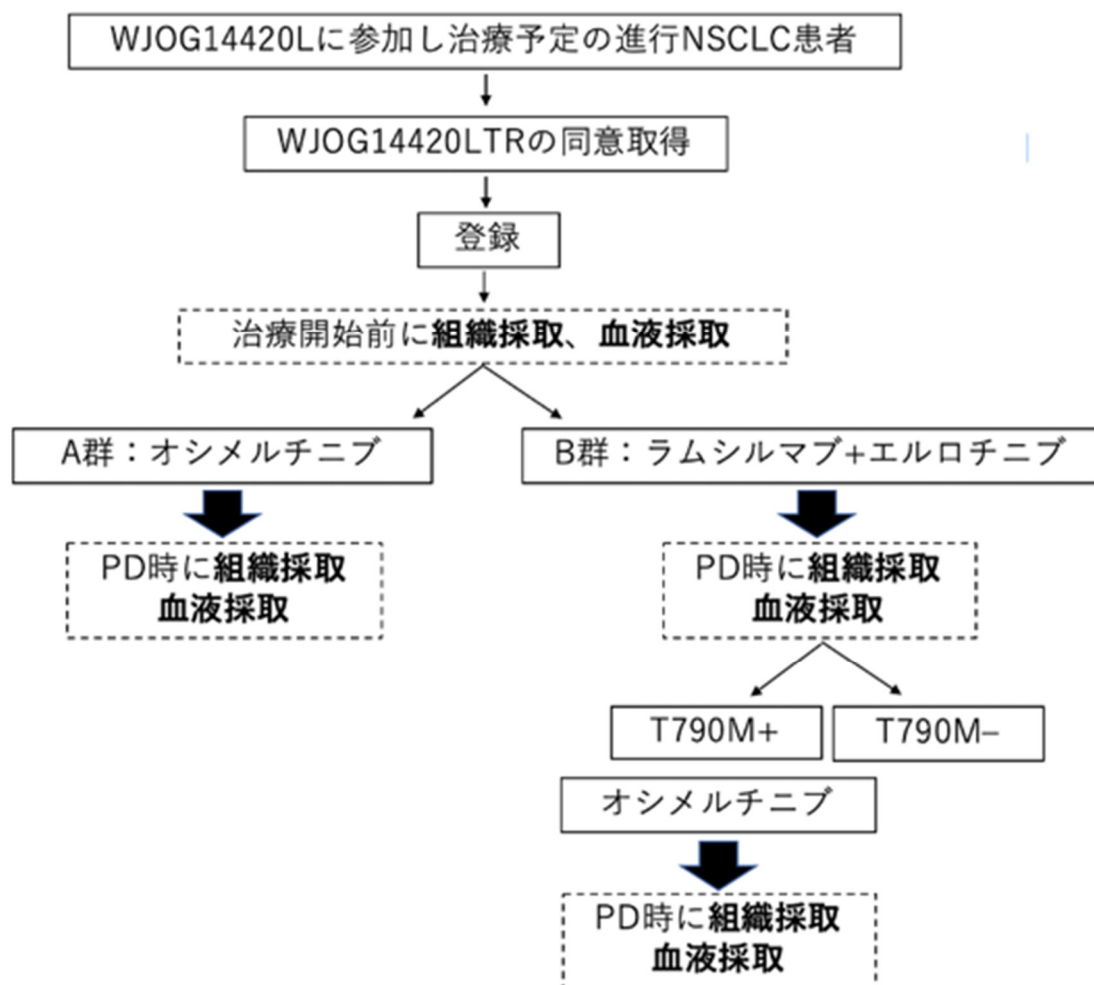 WJOG14420Lに参加し治療予定の進行NSCLC患者
WJOG14420LTRの同意取得
登録
治療開始前に組織採取、血液採取
A群：オシメルチニブ
B群：ラムシルマブ+エルロチニブ
PD時に組織採取
血液採取
PD時に組織採取
血液採取
T790M+
T790M−
オシメルチニブ
PD時に組織採取
血液採取